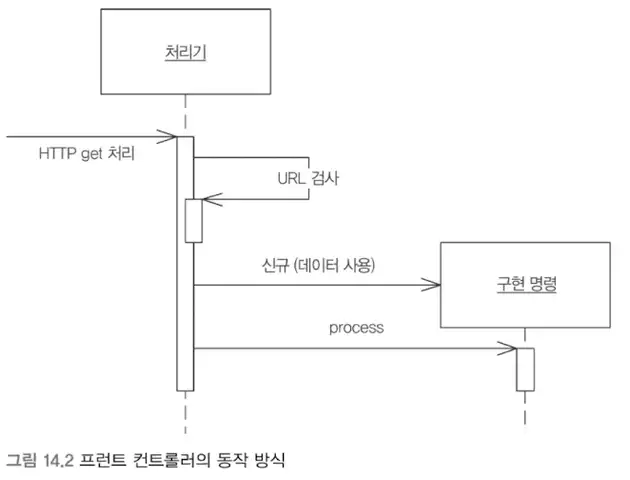 처리기
HTTP get 처리
URL 검사
신규 (데이터 사용)
구현 명령
process
그림 14.2 프런트 컨트롤러의 동작 방식